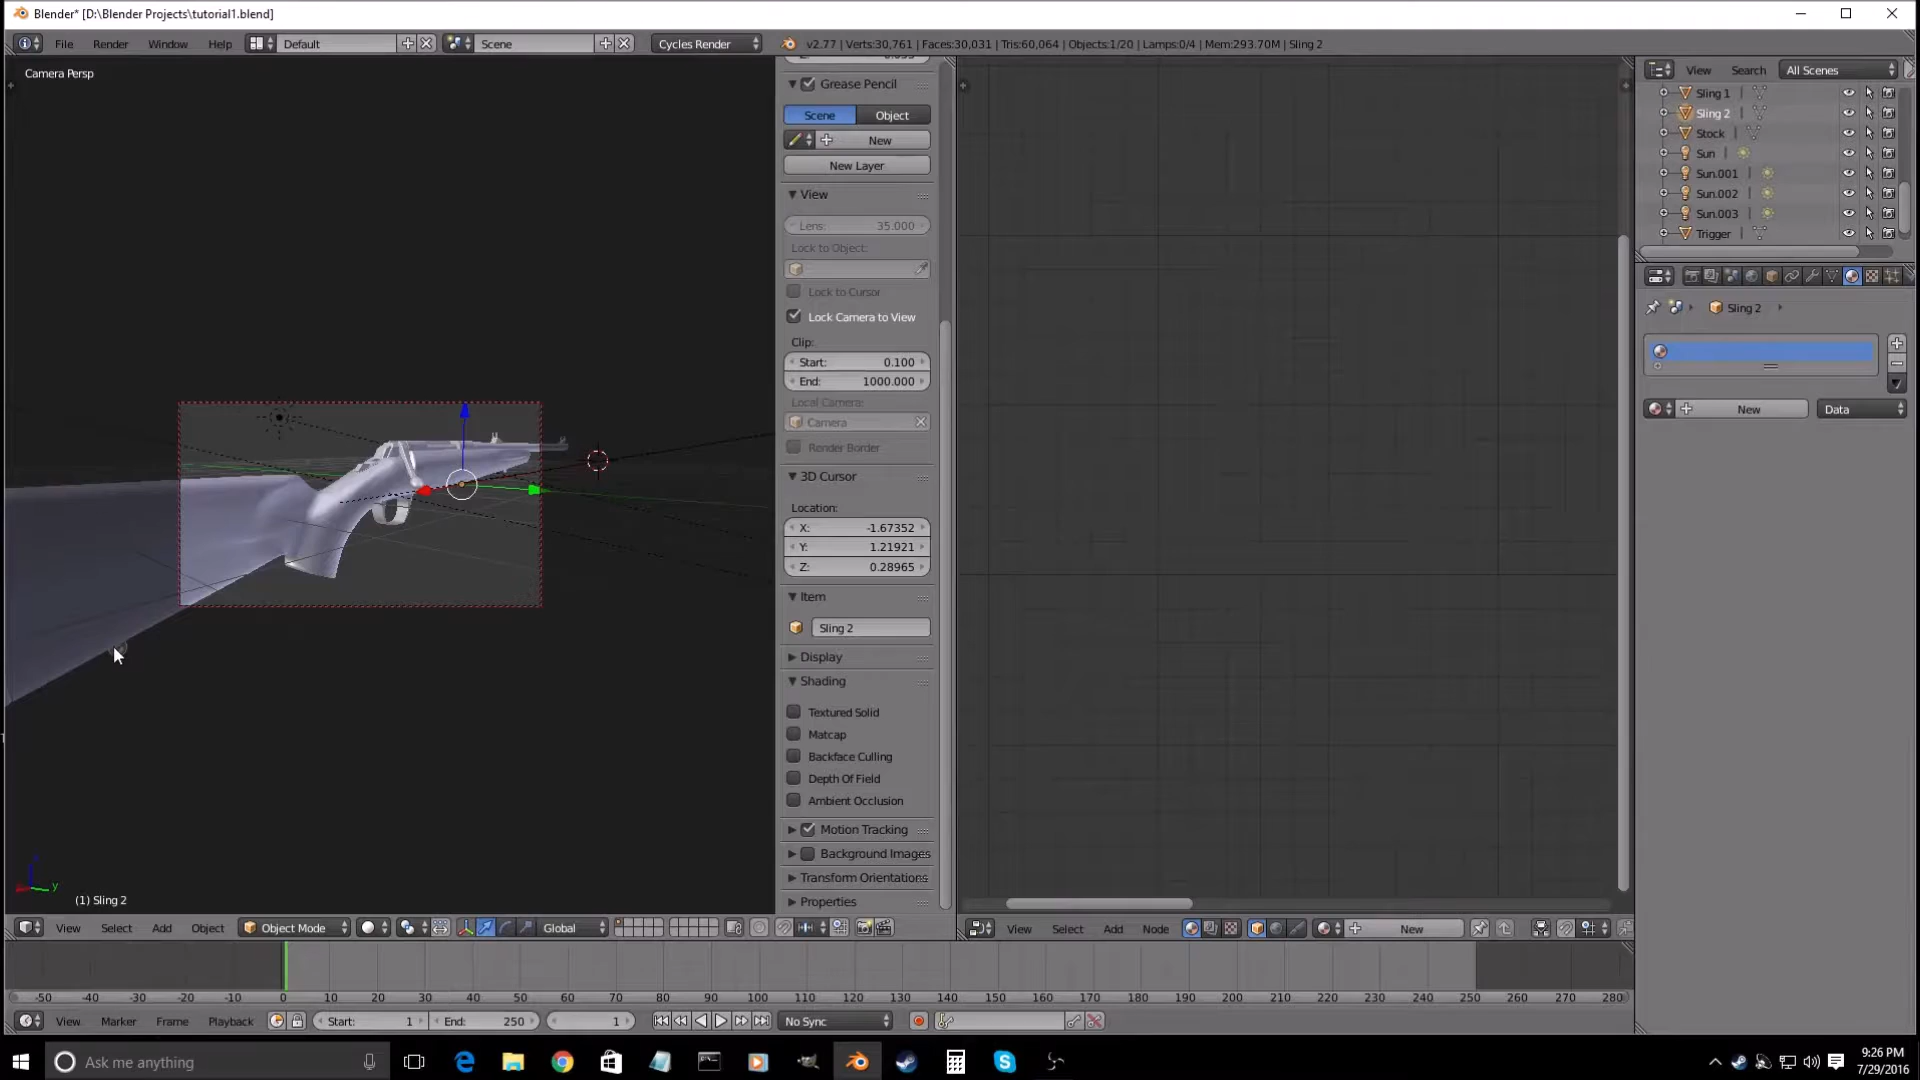 Blender* [D:\Blender Projects\tutorial1.blend]
File Render Window Help Default Scene Cycles Render v2.77 | Verts:30,761 | Faces:30,031 | Tris:60,064 | Objects:1/20 | Lamps:0/4 | Mem:293.70M | Sling 2
Camera Persp
Grease Pencil
Scene Object
New
New Layer
View
Lens: 35.000
Lock to Object:
Lock to Cursor
Lock Camera to View
Clip:
Start: 0.100
End: 1000.000
Local Camera:
Camera
Render Border
3D Cursor
Location:
X: -1.67352
Y: 1.21921
Z: 0.28965
Item
Sling 2
Display
Shading
Textured Solid
Matcap
Backface Culling
Depth Of Field
Ambient Occlusion
Motion Tracking
Background Images
Transform Orientations
Properties
y
(1) Sling 2
View Select Add Object Object Mode Global
View Select Add Node New
View Search All Scenes
Sling 1
Sling 2
Stock
Sun
Sun.001
Sun.002
Sun.003
Trigger
Sling 2
New Data
-50 -40 -30 -20 -10 0 10 20 30 40 50 60 70 80 90 100 110 120 130 140 150 160 170 180 190 200 210 220 230 240 250 260 270 280
View Marker Frame Playback Start: 1 End: 250 1 No Sync
Ask me anything
9:26 PM
7/29/2016